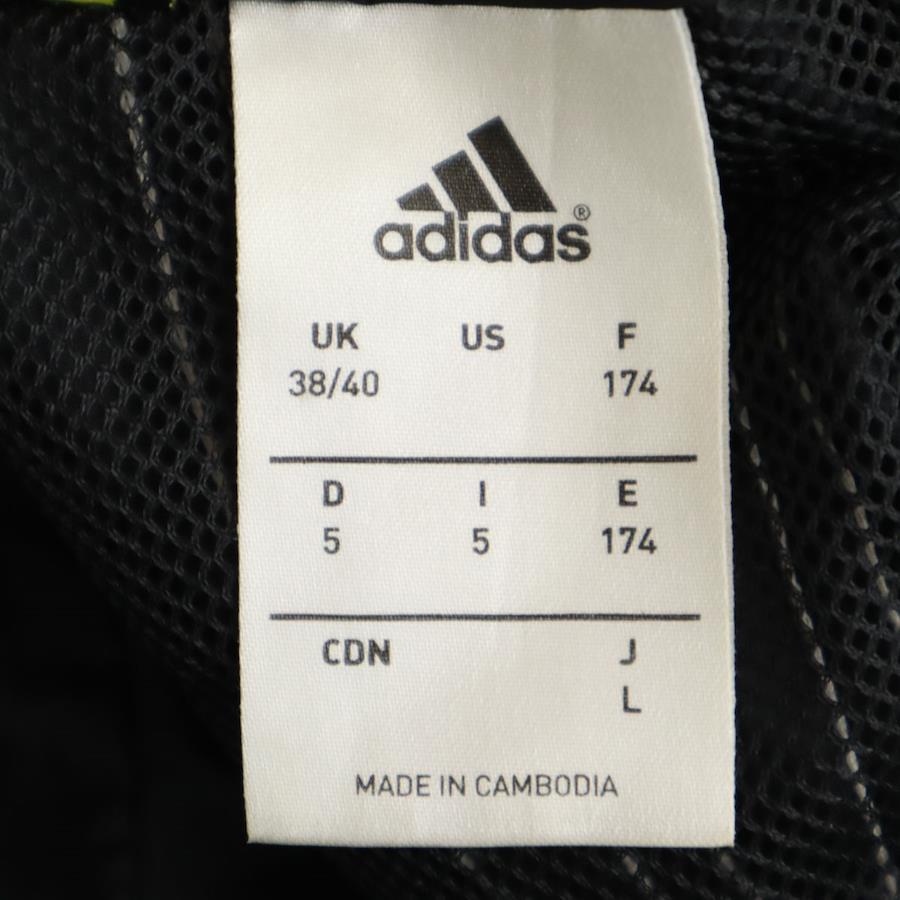 adidas®
UK US F
38/40 174
D I E
5 5 174
CDN J
L
MADE IN CAMBODIA